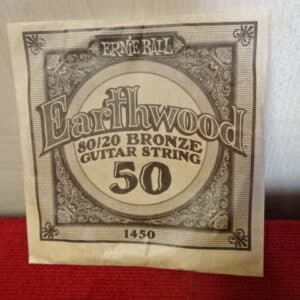 ERNIE BALL
Earthwood
80/20 BRONZE
GUITAR STRING
50
1450